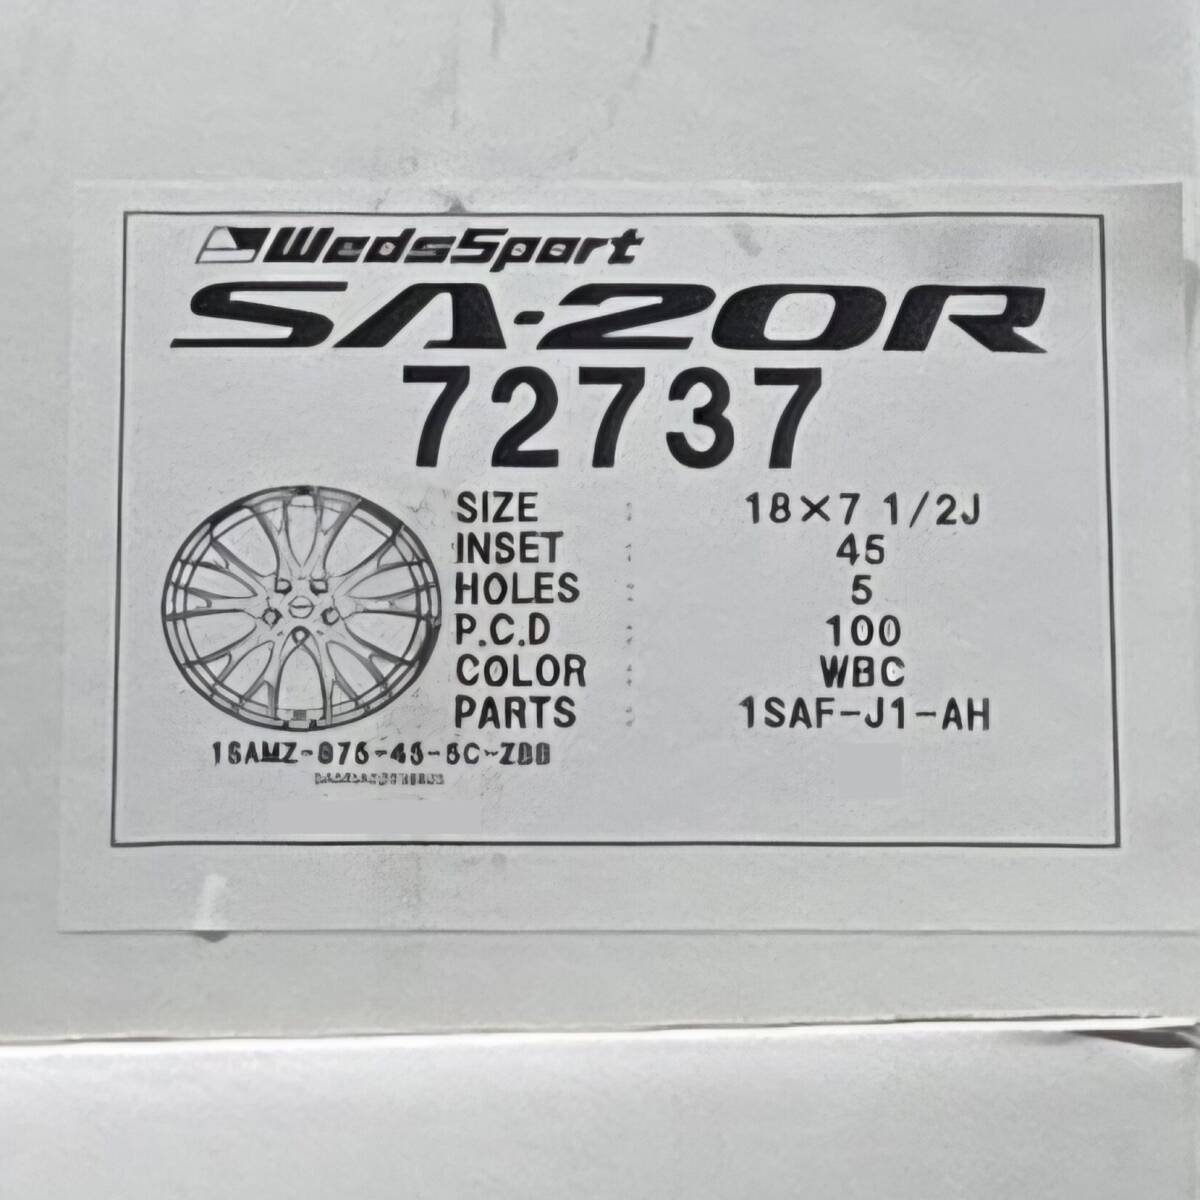 WedsSport
SA-20R
72737
SIZE : 18×7 1/2J
INSET : 45
HOLES : 5
P.C.D : 100
COLOR : WBC
PARTS : 1SAF-J1-AH